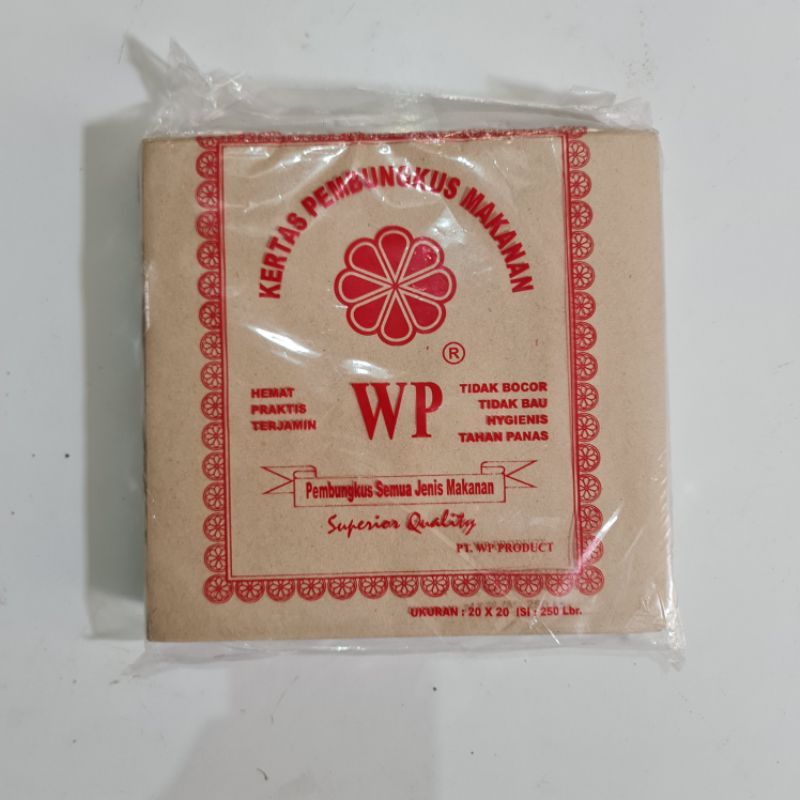 KERTAS PEMBUNGKUS MAKANAN
®
HEMAT
PRAKTIS
TERJAMIN
WP
TIDAK BOCOR
TIDAK BAU
HYGIENIS
TAHAN PANAS
Pembungkus Semua Jenis Makanan
Superior Quality
PT. WP PRODUCT
UKURAN : 20 X 20 ISI : 250 Lbr.